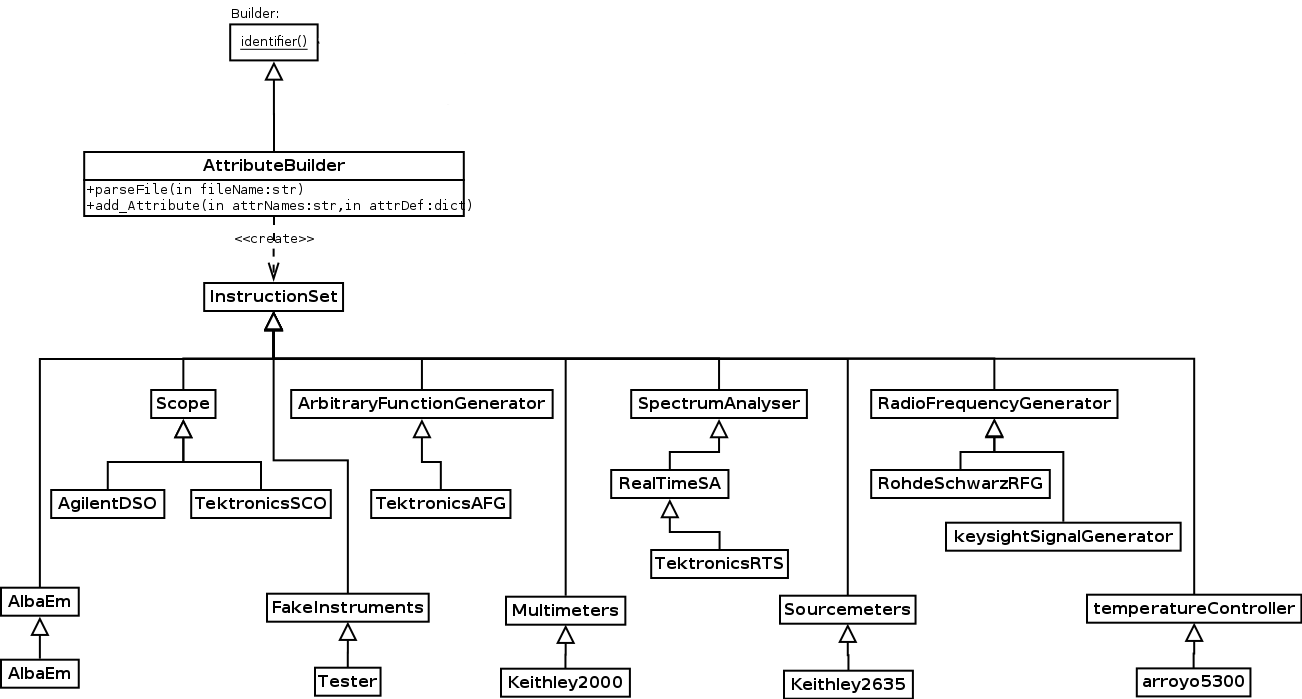 Builder:
identifier()
AttributeBuilder
+parseFile(in fileName:str)
+add_Attribute(in attrNames:str,in attrDef:dict)
<<create>>
InstructionSet
Scope
ArbitraryFunctionGenerator
SpectrumAnalyser
RadioFrequencyGenerator
RealTimeSA
RohdeSchwarzRFG
AgilentDSO
TektronicsSCO
TektronicsAFG
keysightSignalGenerator
TektronicsRTS
AlbaEm
FakeInstruments
Multimeters
Sourcemeters
temperatureController
AlbaEm
Tester
Keithley2000
Keithley2635
arroyo5300